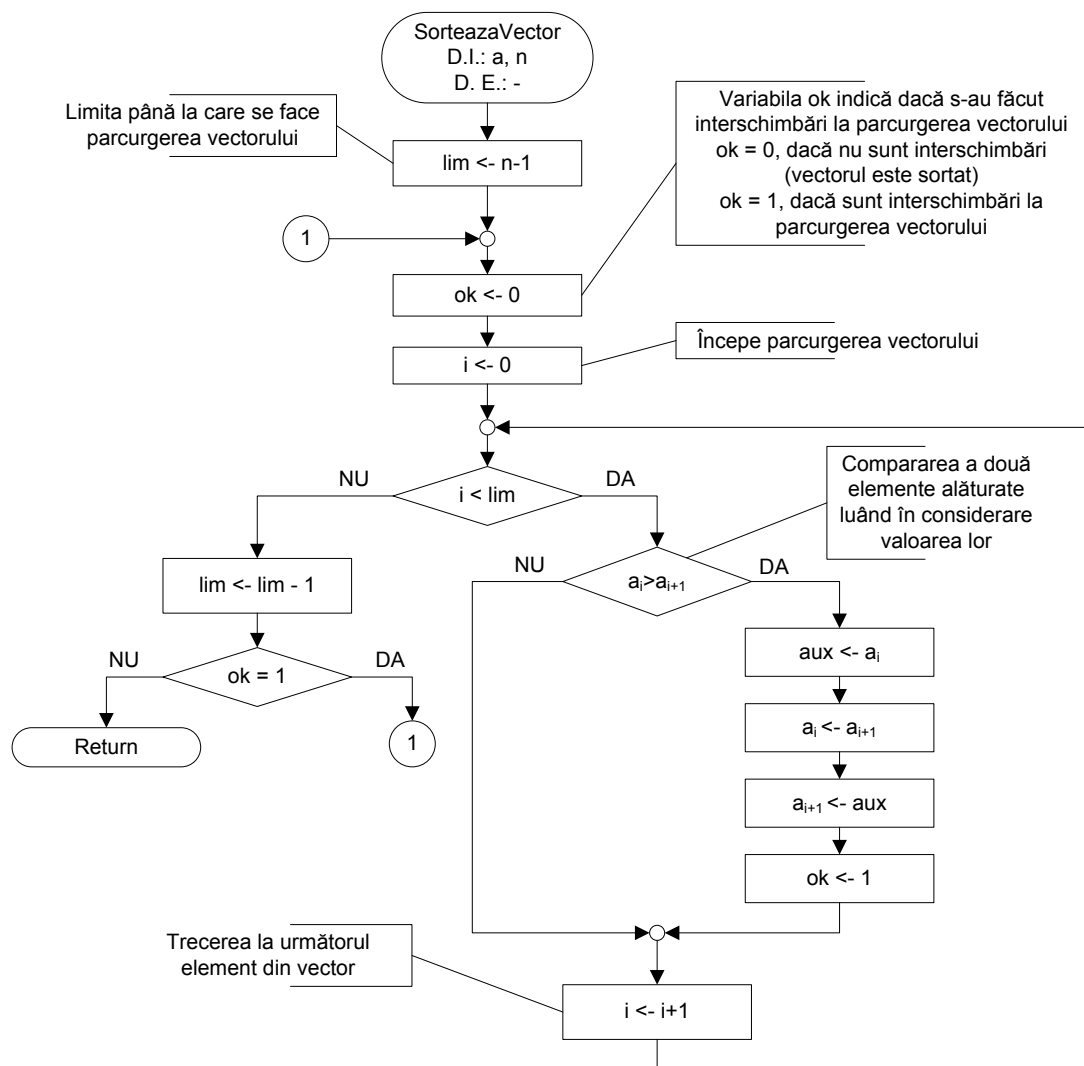 SorteazaVector
D.I.: a, n
D. E.: -
Limita până la care se face
parcurgerea vectorului
lim <- n-1
Variabila ok indică dacă s-au făcut
interschimbări la parcurgerea vectorului
ok = 0, dacă nu sunt interschimbări
(vectorul este sortat)
ok = 1, dacă sunt interschimbări la
parcurgerea vectorului
1
ok <- 0
i <- 0
Începe parcurgerea vectorului
NU
i < lim
DA
Compararea a două
elemente alăturate
luând în considerare
valoarea lor
lim <- lim - 1
NU
aᵢ>aᵢ₊₁
DA
NU
ok = 1
DA
aux <- aᵢ
Return
1
aᵢ <- aᵢ₊₁
aᵢ₊₁ <- aux
ok <- 1
Trecerea la următorul
element din vector
i <- i+1